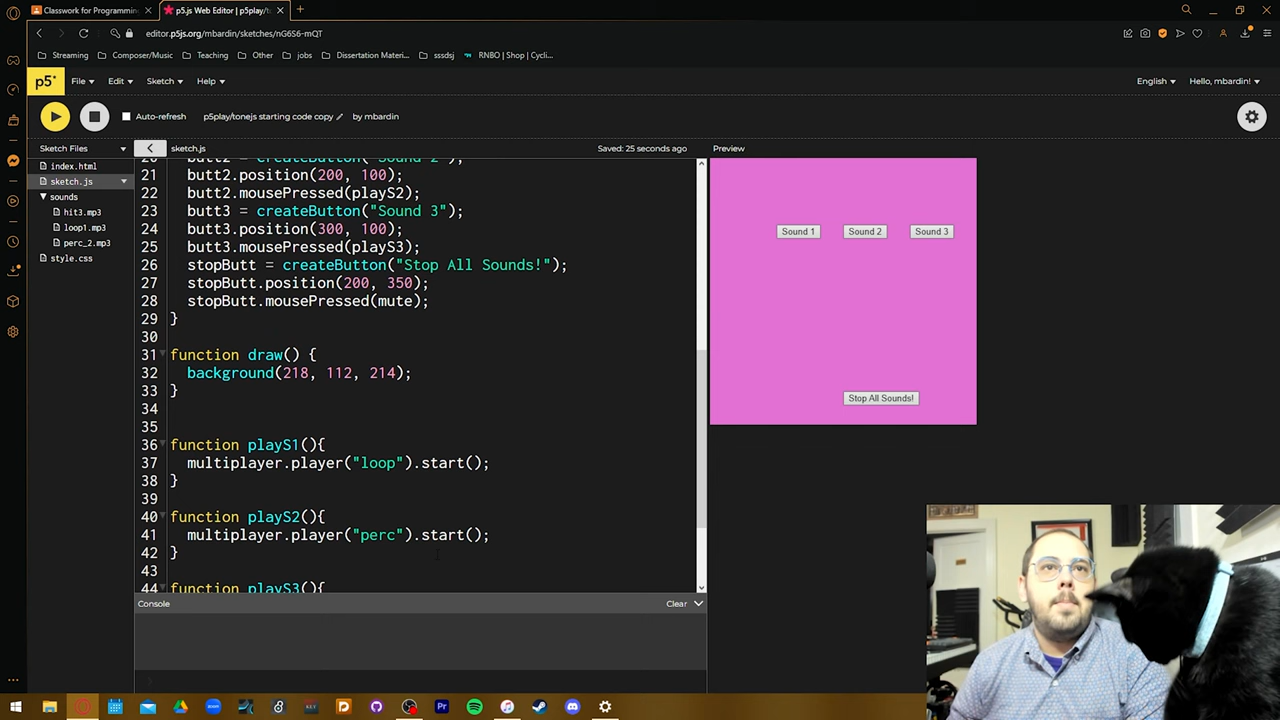 Classwork for Programmin
p5.js Web Editor | p5play/to
editor.p5js.org/mbardin/sketches/nG6S6-mQT
Streaming
Composer/Music
Teaching
Other
jobs
Dissertation Materi...
sssdsj
RNBO | Shop | Cycli...
p5*
File
Edit
Sketch
Help
English
Hello, mbardin!
Auto-refresh
p5play/tonejs starting code copy
by mbardin
Sketch Files
sketch.js
Saved: 25 seconds ago
Preview
index.html
sketch.js
sounds
hit3.mp3
loop1.mp3
perc_2.mp3
style.css
20 butt2 = createButton("Sound 2");
21 butt2.position(200, 100);
22 butt2.mousePressed(playS2);
23 butt3 = createButton("Sound 3");
24 butt3.position(300, 100);
25 butt3.mousePressed(playS3);
26 stopButt = createButton("Stop All Sounds!");
27 stopButt.position(200, 350);
28 stopButt.mousePressed(mute);
29 }
30
31 function draw() {
32 background(218, 112, 214);
33 }
34
35
36 function playS1(){
37 multiplayer.player("loop").start();
38 }
39
40 function playS2(){
41 multiplayer.player("perc").start();
42 }
43
44 function playS3(){
Sound 1
Sound 2
Sound 3
Stop All Sounds!
Console
Clear